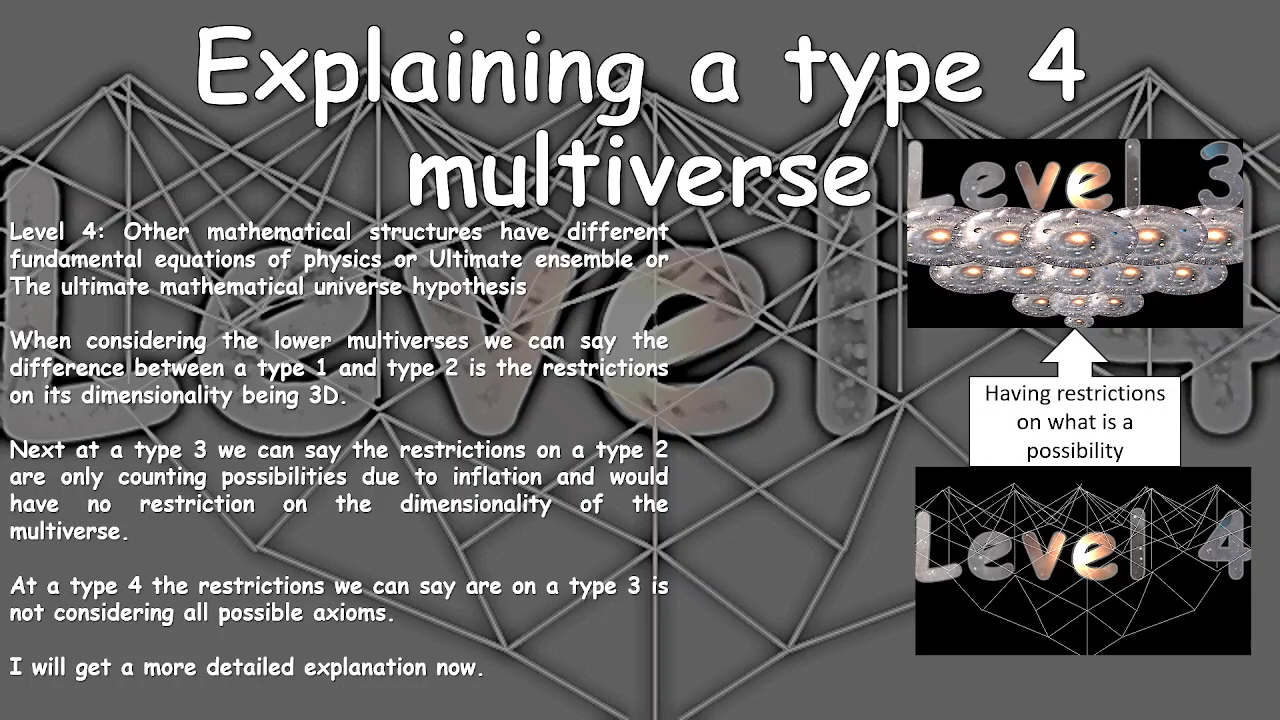 Explaining a type 4
multiverse
Level 4: Other mathematical structures have different
fundamental equations of physics or Ultimate ensemble or
The ultimate mathematical universe hypothesis
When considering the lower multiverses we can say the
difference between a type 1 and type 2 is the restrictions
on its dimensionality being 3D.
Next at a type 3 we can say the restrictions on a type 2
are only counting possibilities due to inflation and would
have no restriction on the dimensionality of the
multiverse.
At a type 4 the restrictions we can say are on a type 3 is
not considering all possible axioms.
I will get a more detailed explanation now.
Level 3
Having restrictions
on what is a
possibility
Level 4
Level 4